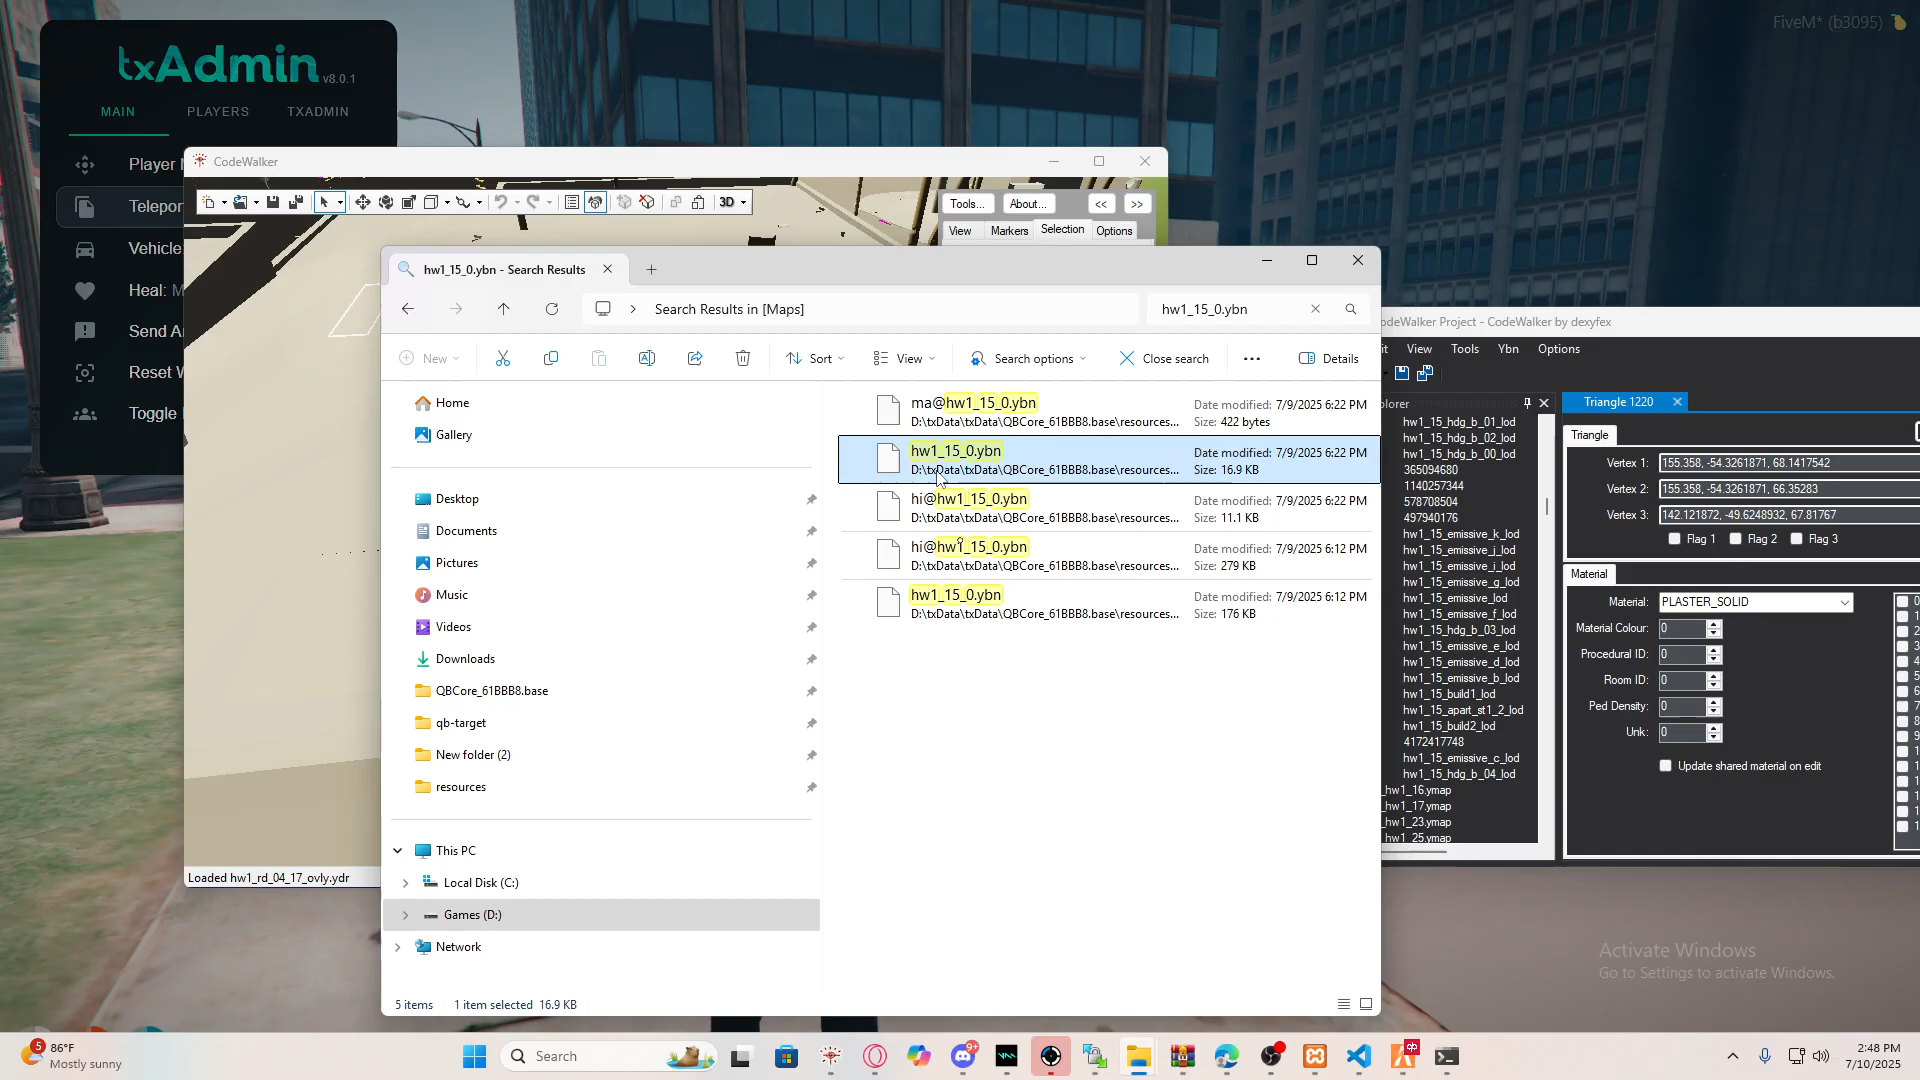 FiveM* (b3095)
txAdmin v8.0.1
MAIN PLAYERS TXADMIN
Player
Telepor
Vehicle
Heal:
Send A
Reset
Toggle
CodeWalker
3D
Tools... About... << >>
View Markers Selection Options
Loaded hw1_rd_04_17_ovly.ydr
hw1_15_0.ybn - Search Results
Search Results in [Maps]
hw1_15_0.ybn
New
Sort
View
Search options
Close search
Details
Home
Gallery
Desktop
Documents
Pictures
Music
Videos
Downloads
QBCore_61BBB8.base
qb-target
New folder (2)
resources
This PC
Local Disk (C:)
Games (D:)
Network
ma@hw1_15_0.ybn Date modified: 7/9/2025 6:22 PM
D:\txData\txData\QBCore_61BBB8.base\resources... Size: 422 bytes
hw1_15_0.ybn Date modified: 7/9/2025 6:22 PM
D:\txData\txData\QBCore_61BBB8.base\resources... Size: 16.9 KB
hi@hw1_15_0.ybn Date modified: 7/9/2025 6:22 PM
D:\txData\txData\QBCore_61BBB8.base\resources... Size: 11.1 KB
hi@hw1_15_0.ybn Date modified: 7/9/2025 6:12 PM
D:\txData\txData\QBCore_61BBB8.base\resources... Size: 279 KB
hw1_15_0.ybn Date modified: 7/9/2025 6:12 PM
D:\txData\txData\QBCore_61BBB8.base\resources... Size: 176 KB
5 items 1 item selected 16.9 KB
odeWalker Project - CodeWalker by dexyfex
it View Tools Ybn Options
plorer
hw1_15_hdg_b_01_lod
hw1_15_hdg_b_02_lod
hw1_15_hdg_b_00_lod
365094680
1140257344
578708504
497940176
hw1_15_emissive_k_lod
hw1_15_emissive_j_lod
hw1_15_emissive_i_lod
hw1_15_emissive_g_lod
hw1_15_emissive_lod
hw1_15_emissive_f_lod
hw1_15_hdg_b_03_lod
hw1_15_emissive_e_lod
hw1_15_emissive_d_lod
hw1_15_emissive_b_lod
hw1_15_build1_lod
hw1_15_apart_st1_2_lod
hw1_15_build2_lod
4172417748
hw1_15_emissive_c_lod
hw1_15_hdg_b_04_lod
_hw1_16.ymap
_hw1_17.ymap
_hw1_23.ymap
_hw1_25.ymap
Triangle 1220
Triangle
Vertex 1: 155.358, -54.3261871, 68.1417542
Vertex 2: 155.358, -54.3261871, 66.35283
Vertex 3: 142.121872, -49.6248932, 67.81767
Flag 1 Flag 2 Flag 3
Material
Material: PLASTER_SOLID
Material Colour: 0
Procedural ID: 0
Room ID: 0
Ped Density: 0
Unk: 0
Update shared material on edit
Activate Windows
Go to Settings to activate Windows.
5
86°F
Mostly sunny
Search
9+
2:48 PM
7/10/2025